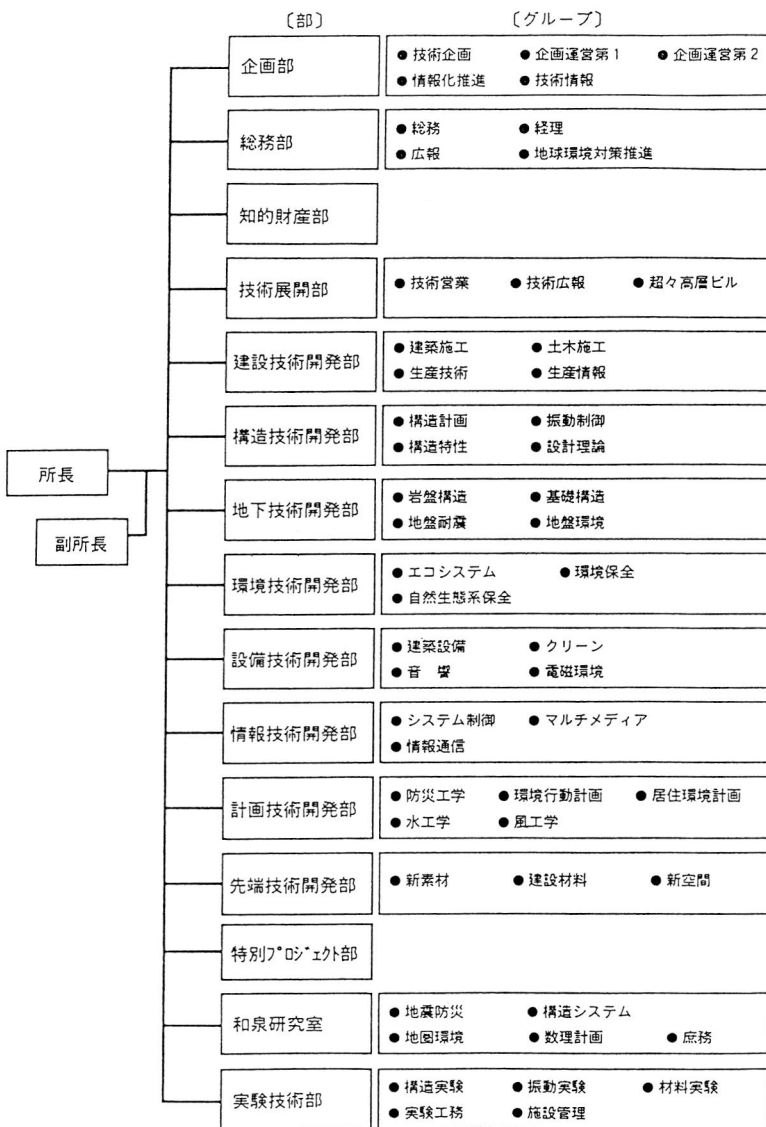 〔部〕 〔グループ〕
企画部
● 技術企画 ● 企画運営第1 ● 企画運営第2
● 情報化推進 ● 技術情報
総務部
● 総務 ● 経理
● 広報 ● 地球環境対策推進
知的財産部
技術展開部
● 技術営業 ● 技術広報 ● 超々高層ビル
建設技術開発部
● 建築施工 ● 土木施工
● 生産技術 ● 生産情報
構造技術開発部
● 構造計画 ● 振動制御
● 構造特性 ● 設計理論
所長
副所長
地下技術開発部
● 岩盤構造 ● 基礎構造
● 地盤耐震 ● 地盤環境
環境技術開発部
● エコシステム ● 環境保全
● 自然生態系保全
設備技術開発部
● 建築設備 ● クリーン
● 音 響 ● 電磁環境
情報技術開発部
● システム制御 ● マルチメディア
● 情報通信
計画技術開発部
● 防災工学 ● 環境行動計画 ● 居住環境計画
● 水工学 ● 風工学
先端技術開発部
● 新素材 ● 建設材料 ● 新空間
特別プロジェクト部
和泉研究室
● 地震防災 ● 構造システム
● 地圏環境 ● 数理計画 ● 庶務
実験技術部
● 構造実験 ● 振動実験 ● 材料実験
● 実験工務 ● 施設管理